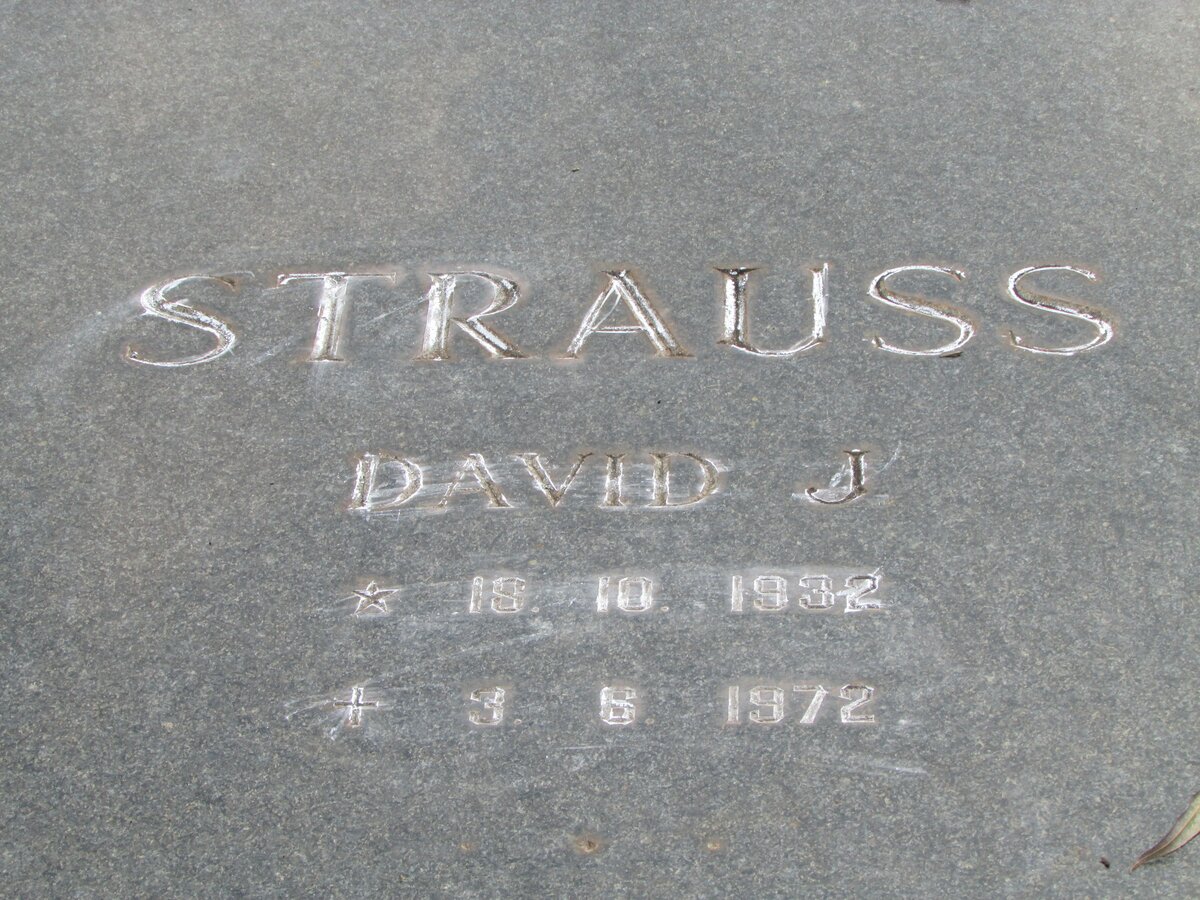 STRAUSS
DAVID J
★ 18. 10. 1932
+ 3 6 1972